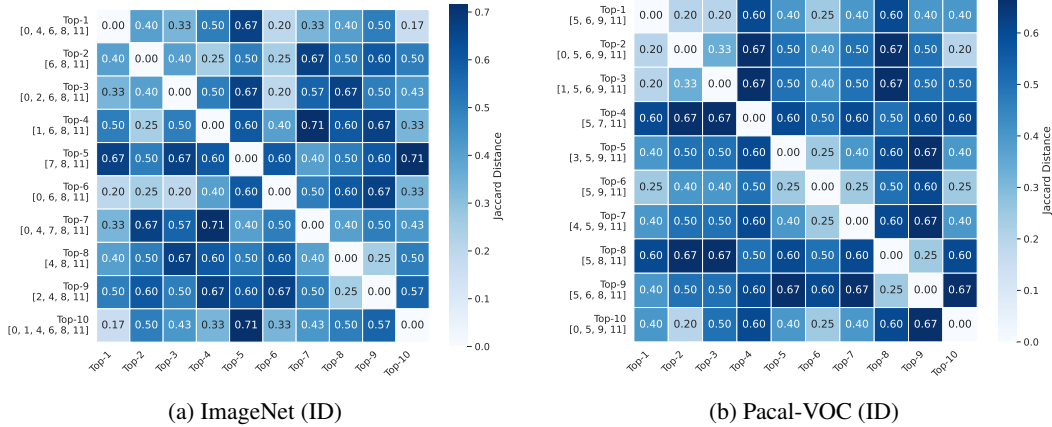 Top-1
[0, 4, 6, 8, 11]
0.00 0.40 0.33 0.50 0.67 0.20 0.33 0.40 0.50 0.17
Top-2
[6, 8, 11]
0.40 0.00 0.40 0.25 0.50 0.25 0.67 0.50 0.60 0.50
Top-3
[0, 2, 6, 8, 11]
0.33 0.40 0.00 0.50 0.67 0.20 0.57 0.67 0.50 0.43
Top-4
[1, 6, 8, 11]
0.50 0.25 0.50 0.00 0.60 0.40 0.71 0.60 0.67 0.33
Top-5
[7, 8, 11]
0.67 0.50 0.67 0.60 0.00 0.60 0.40 0.50 0.60 0.71
Top-6
[0, 6, 8, 11]
0.20 0.25 0.20 0.40 0.60 0.00 0.50 0.60 0.67 0.33
Top-7
[0, 4, 7, 8, 11]
0.33 0.67 0.57 0.71 0.40 0.50 0.00 0.40 0.50 0.43
Top-8
[4, 8, 11]
0.40 0.50 0.67 0.60 0.50 0.60 0.40 0.00 0.25 0.50
Top-9
[2, 4, 8, 11]
0.50 0.60 0.50 0.67 0.60 0.67 0.50 0.25 0.00 0.57
Top-10
[0, 1, 4, 6, 8, 11]
0.17 0.50 0.43 0.33 0.71 0.33 0.43 0.50 0.57 0.00
Top-1 Top-2 Top-3 Top-4 Top-5 Top-6 Top-7 Top-8 Top-9 Top-10
0.7
0.6
0.5
0.4
0.3
0.2
0.1
0.0
Jaccard Distance
(a) ImageNet (ID)
Top-1
[5, 6, 9, 11]
0.00 0.20 0.20 0.60 0.40 0.25 0.40 0.60 0.40 0.40
Top-2
[0, 5, 6, 9, 11]
0.20 0.00 0.33 0.67 0.50 0.40 0.50 0.67 0.50 0.20
Top-3
[1, 5, 6, 9, 11]
0.20 0.33 0.00 0.67 0.50 0.40 0.50 0.67 0.50 0.50
Top-4
[5, 7, 11]
0.60 0.67 0.67 0.00 0.60 0.50 0.60 0.50 0.60 0.60
Top-5
[3, 5, 9, 11]
0.40 0.50 0.50 0.60 0.00 0.25 0.40 0.60 0.67 0.40
Top-6
[5, 9, 11]
0.25 0.40 0.40 0.50 0.25 0.00 0.25 0.50 0.60 0.25
Top-7
[4, 5, 9, 11]
0.40 0.50 0.50 0.60 0.40 0.25 0.00 0.60 0.67 0.40
Top-8
[5, 8, 11]
0.60 0.67 0.67 0.50 0.60 0.50 0.60 0.00 0.25 0.60
Top-9
[5, 6, 8, 11]
0.40 0.50 0.50 0.60 0.67 0.60 0.67 0.25 0.00 0.67
Top-10
[0, 5, 9, 11]
0.40 0.20 0.50 0.60 0.40 0.25 0.40 0.60 0.67 0.00
Top-1 Top-2 Top-3 Top-4 Top-5 Top-6 Top-7 Top-8 Top-9 Top-10
0.6
0.5
0.4
0.3
0.2
0.1
0.0
Jaccard Distance
(b) Pacal-VOC (ID)